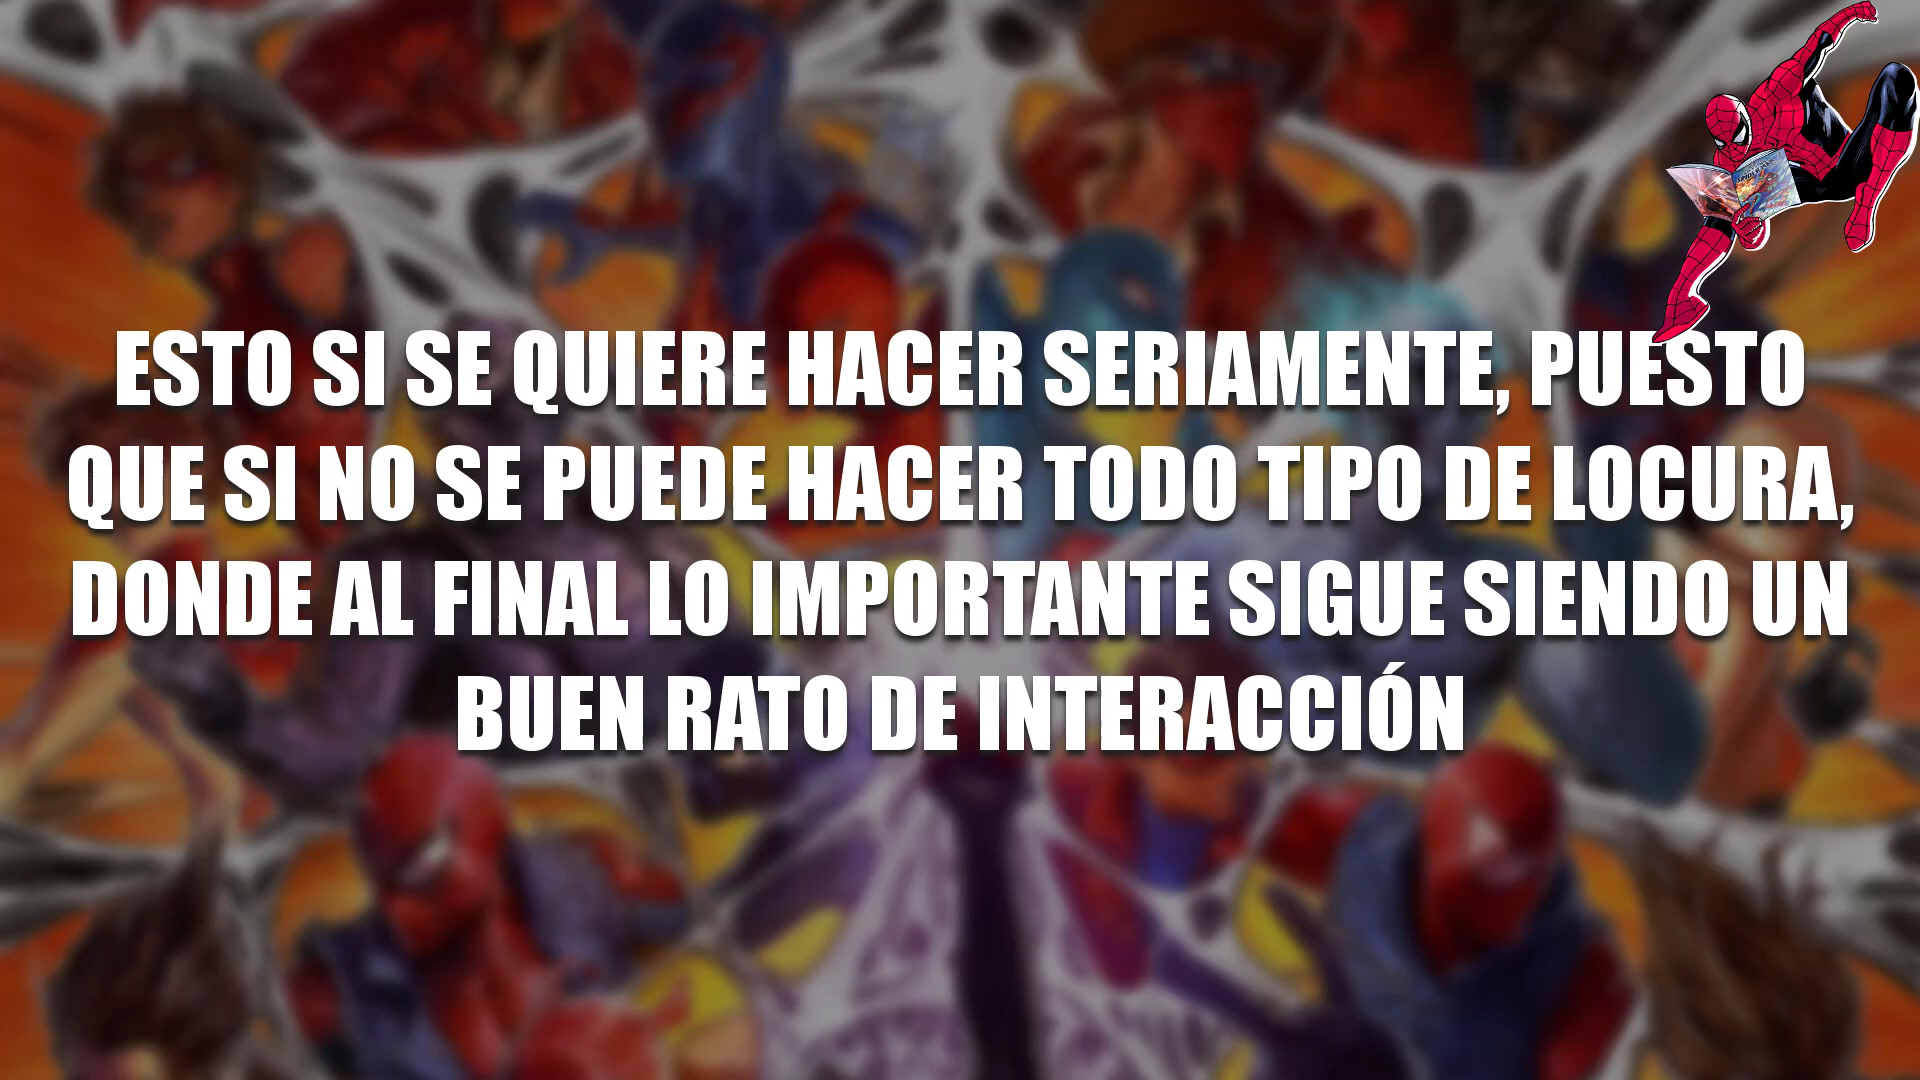 ESTO SI SE QUIERE HACER SERIAMENTE, PUESTO
QUE SI NO SE PUEDE HACER TODO TIPO DE LOCURA,
DONDE AL FINAL LO IMPORTANTE SIGUE SIENDO UN
BUEN RATO DE INTERACCIÓN